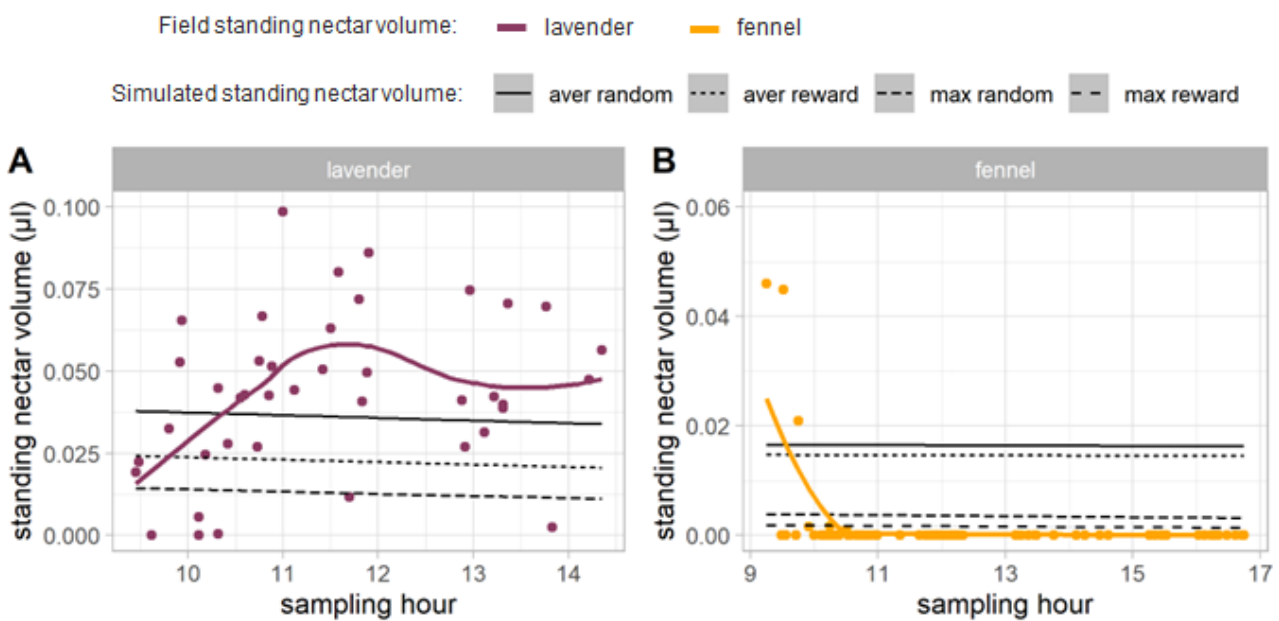 Field standing nectar volume: lavender fennel
Simulated standing nectar volume: aver random aver reward max random max reward
A
lavender
standing nectar volume (µl)
0.100
0.075
0.050
0.025
0.000
10 11 12 13 14
sampling hour
B
fennel
standing nectar volume (µl)
0.06
0.04
0.02
0.00
9 11 13 15 17
sampling hour